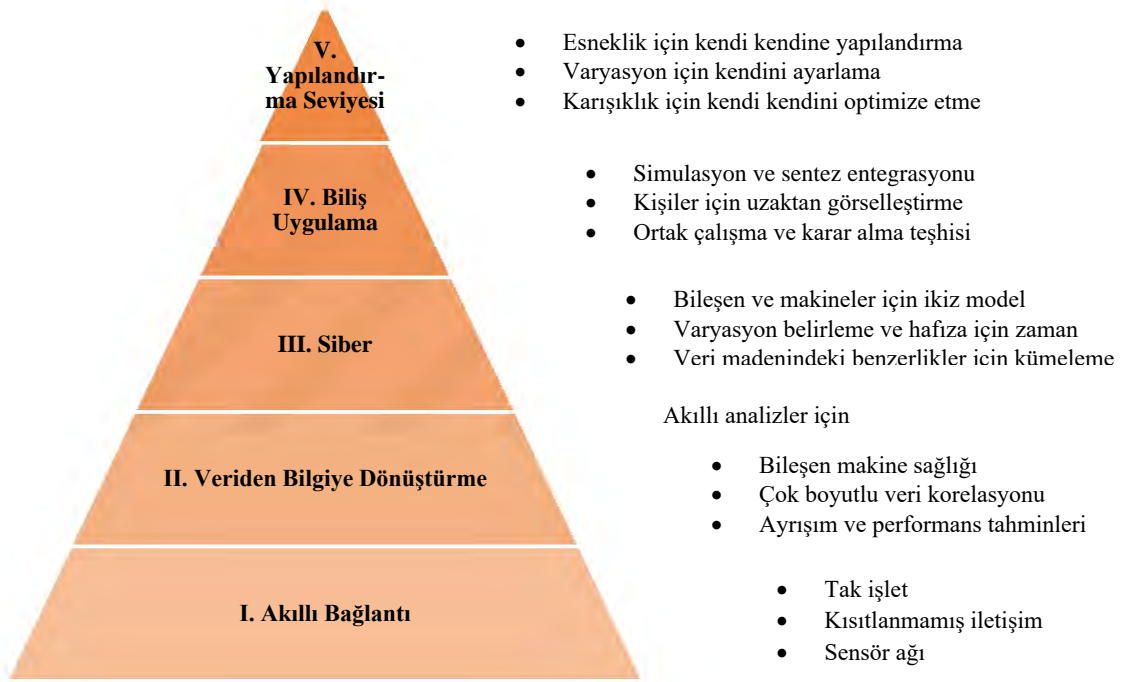 V.
Yapılandır-
ma Seviyesi
• Esneklik için kendi kendine yapılandırma
• Varyasyon için kendini ayarlama
• Karışıklık için kendi kendini optimize etme
IV. Biliş
Uygulama
• Simulasyon ve sentez entegrasyonu
• Kişiler için uzaktan görselleştirme
• Ortak çalışma ve karar alma teşhisi
III. Siber
• Bileşen ve makineler için ikiz model
• Varyasyon belirleme ve hafıza için zaman
• Veri madenindeki benzerlikler için kümeleme
II. Veriden Bilgiye Dönüştürme
Akıllı analizler için
• Bileşen makine sağlığı
• Çok boyutlu veri korelasyonu
• Ayrışım ve performans tahminleri
I. Akıllı Bağlantı
• Tak işlet
• Kısıtlanmamış iletişim
• Sensör ağı